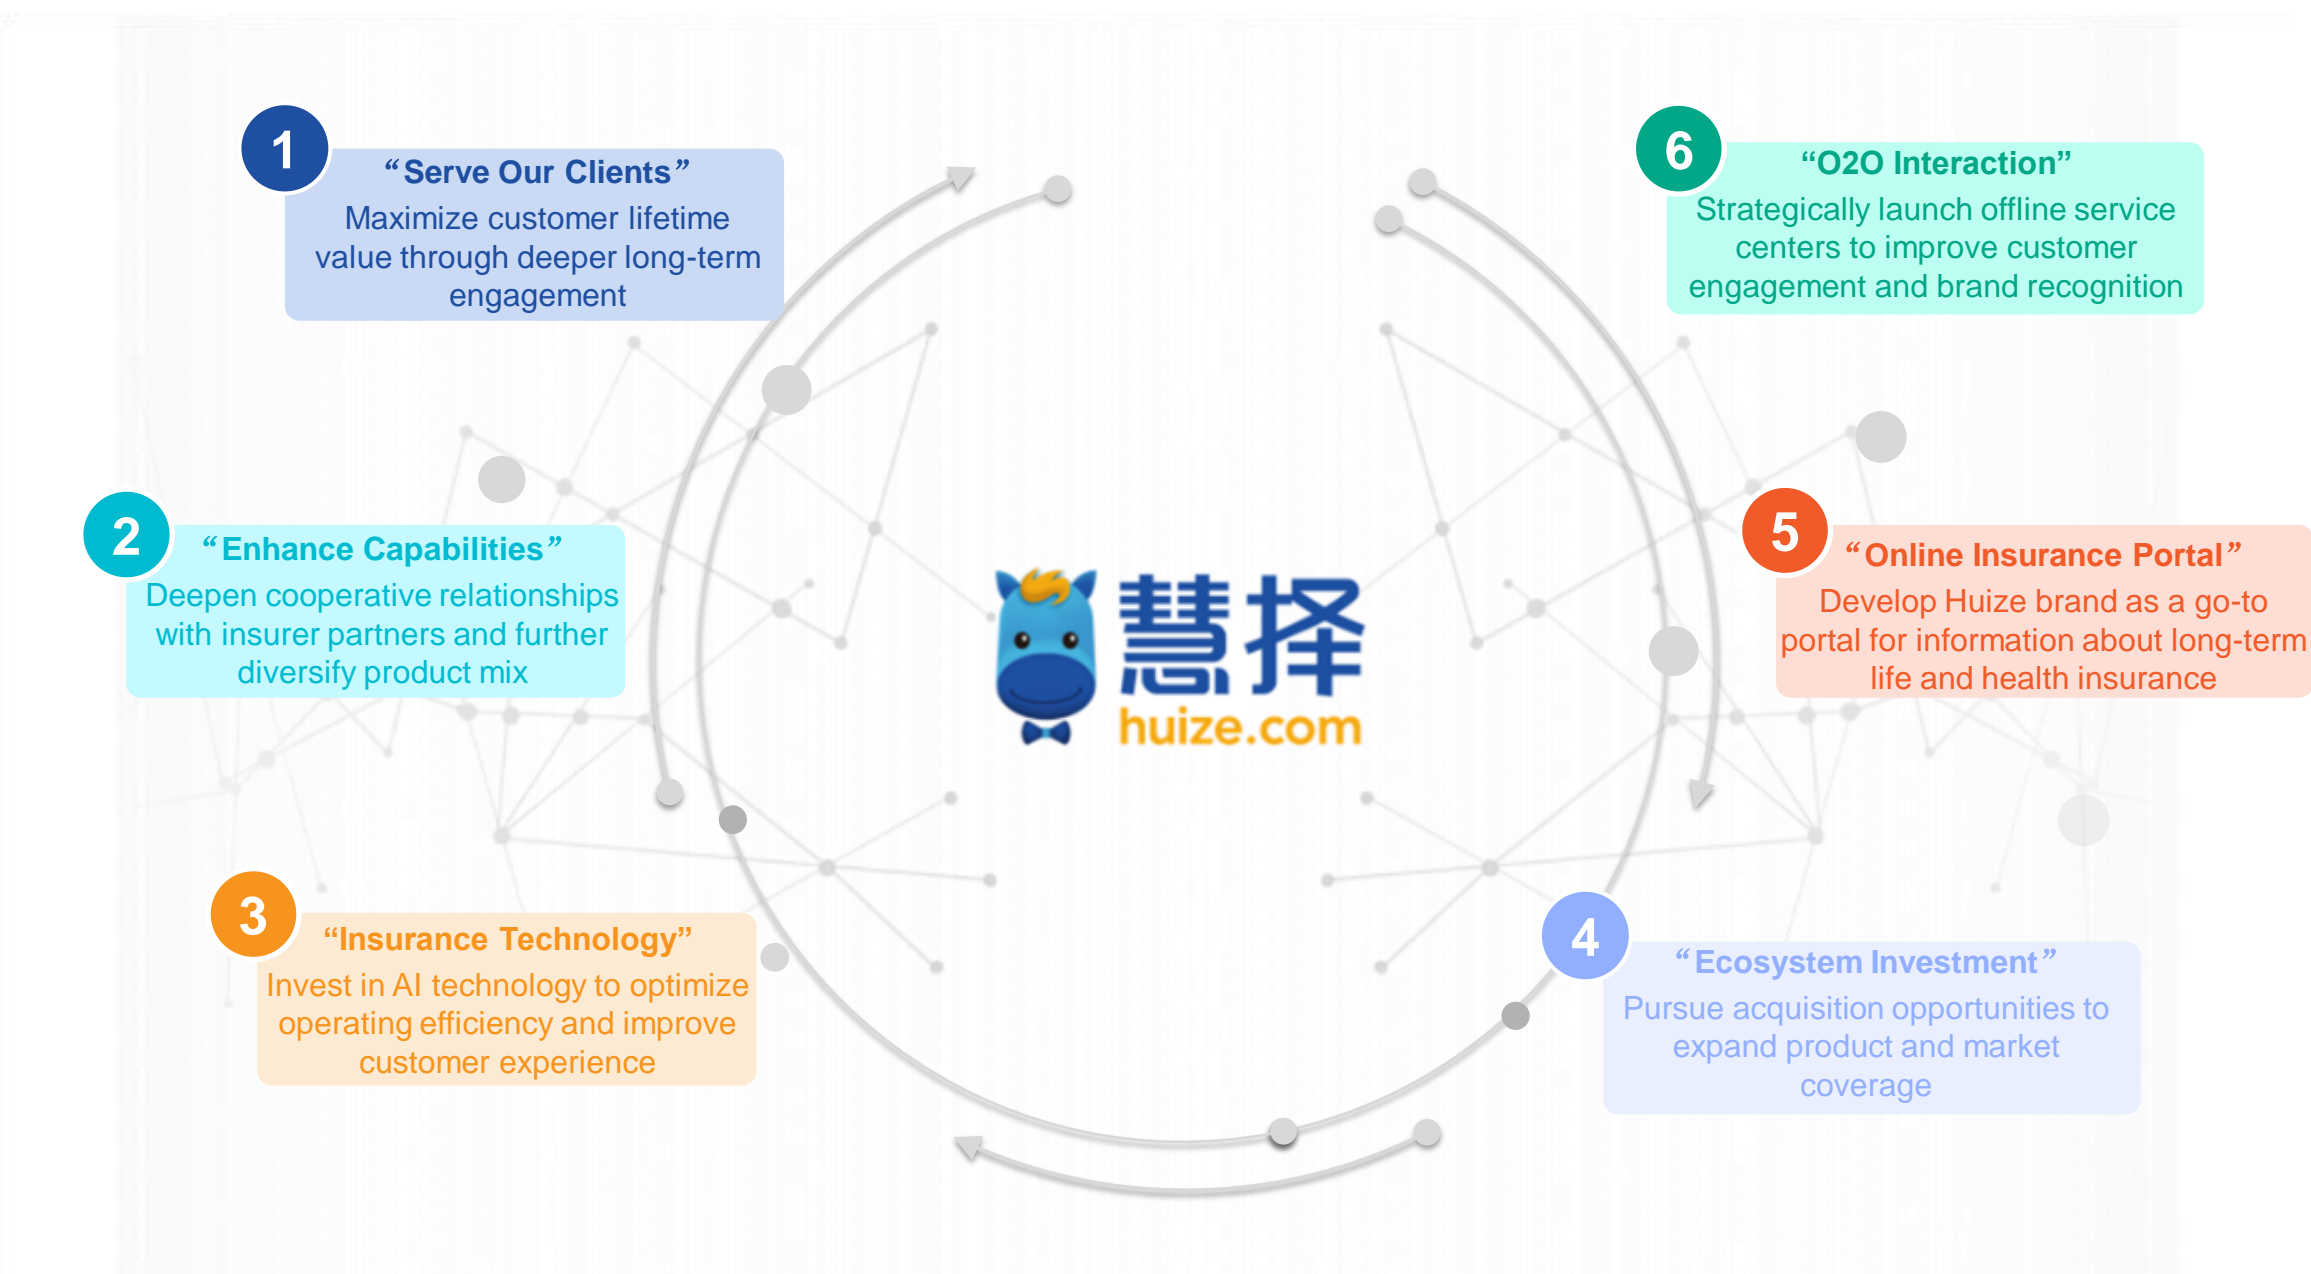 1
“Serve Our Clients”
Maximize customer lifetime
value through deeper long-term
engagement
2
“Enhance Capabilities”
Deepen cooperative relationships
with insurer partners and further
diversify product mix
3
“Insurance Technology”
Invest in AI technology to optimize
operating efficiency and improve
customer experience
慧择
huize.com
6
“O2O Interaction”
Strategically launch offline service
centers to improve customer
engagement and brand recognition
5
“Online Insurance Portal”
Develop Huize brand as a go-to
portal for information about long-term
life and health insurance
4
“Ecosystem Investment”
Pursue acquisition opportunities to
expand product and market
coverage